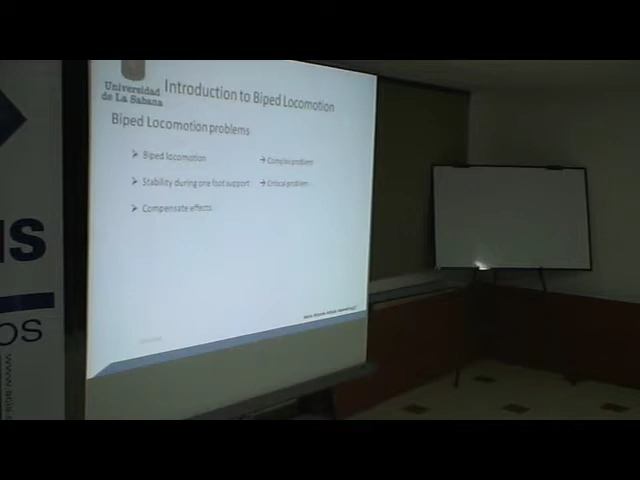 Universidad
de La Sabana
Introduction to Biped Locomotion
Biped Locomotion problems
➢ Biped locomotion → Complex problem
➢ Stability during one foot support → Critical problem
➢ Compensate effects
is
os